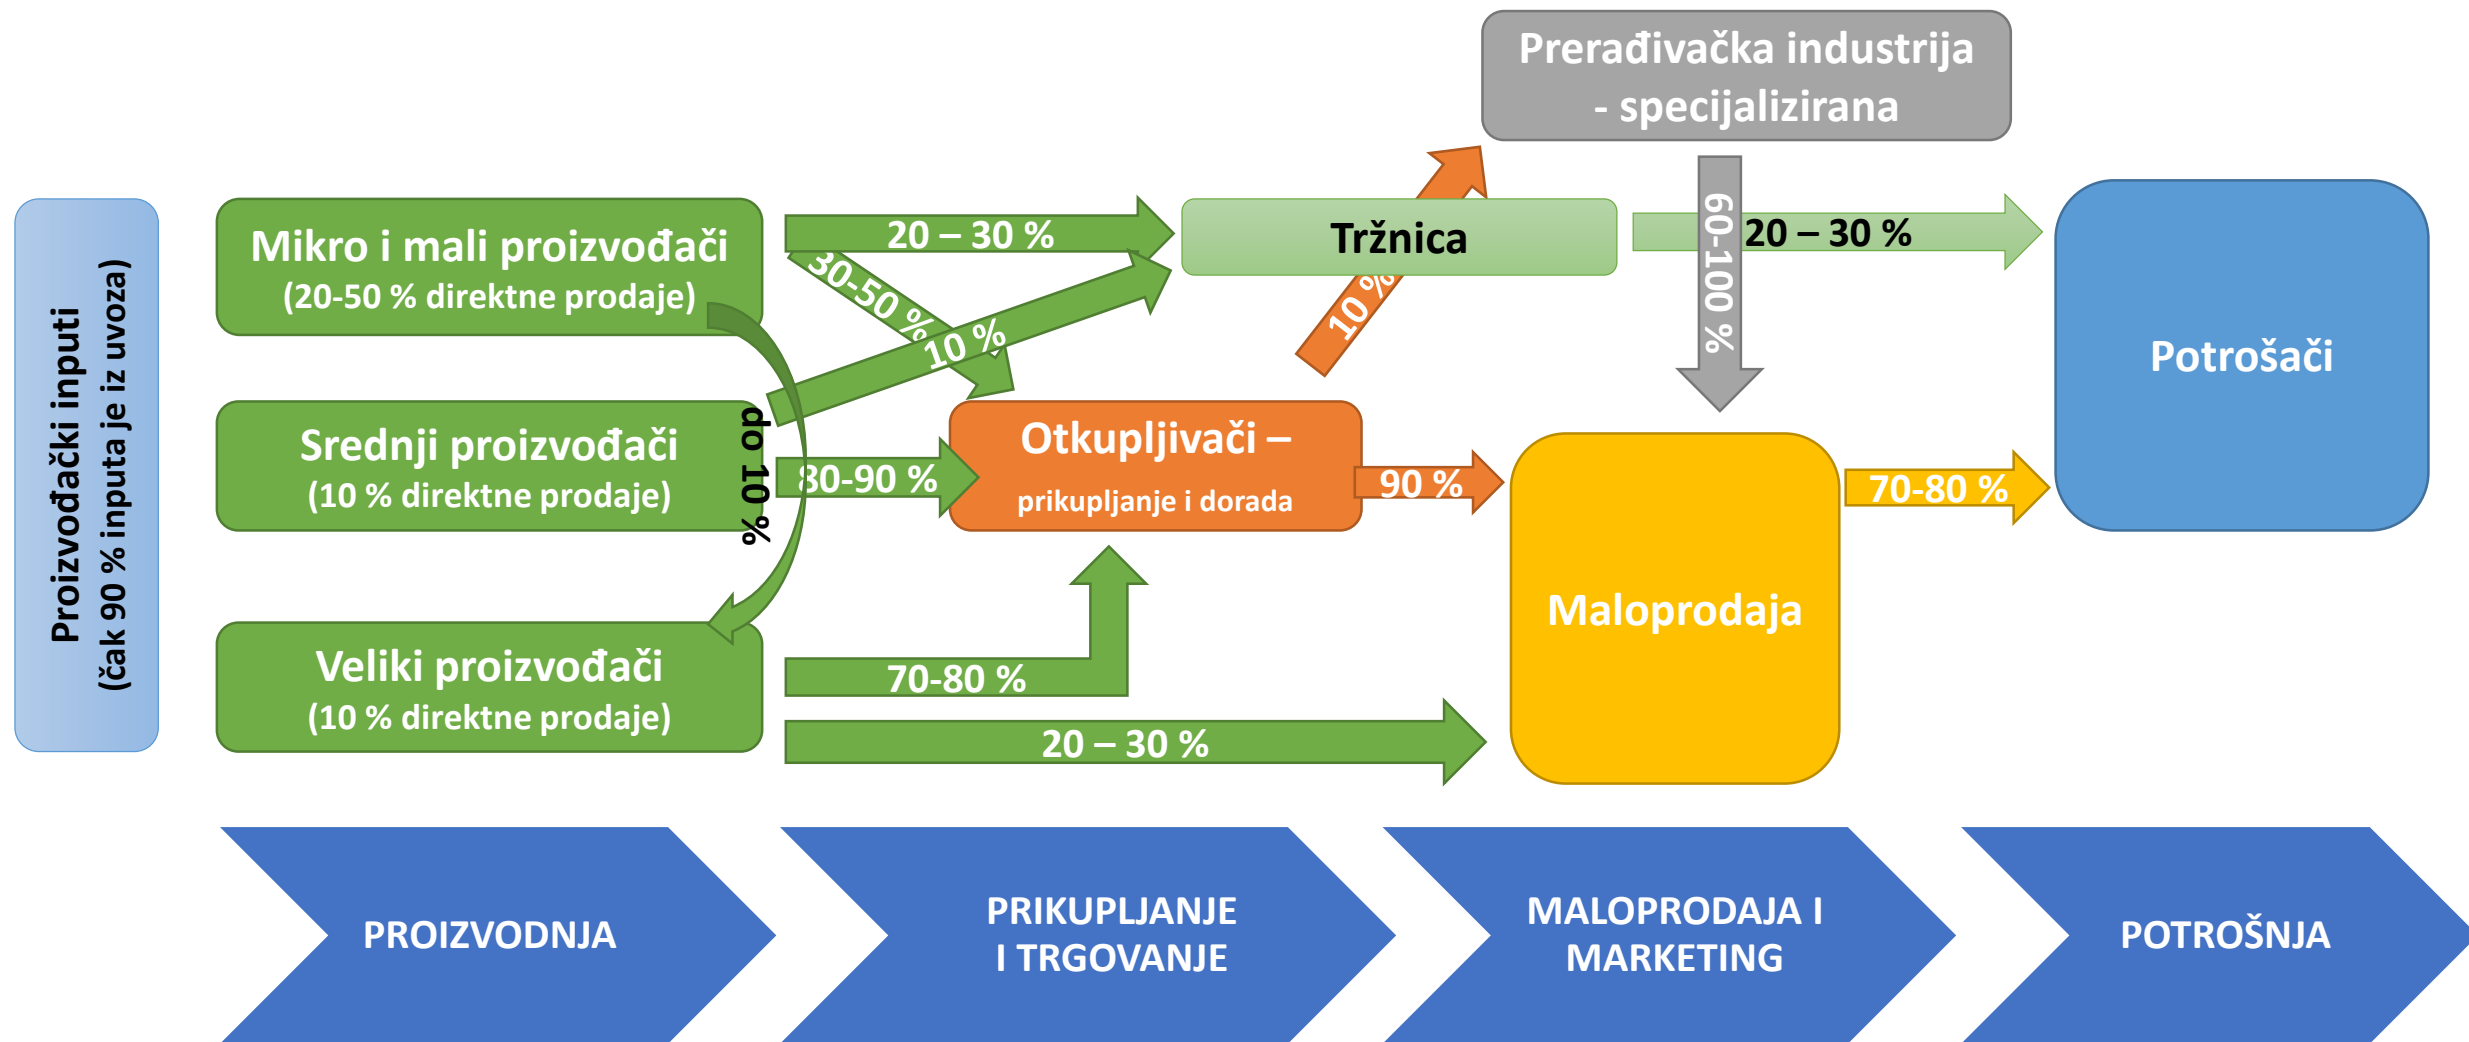 Proizvođački inputi
(čak 90 % inputa je iz uvoza)
Mikro i mali proizvođači
(20-50 % direktne prodaje)
Srednji proizvođači
(10 % direktne prodaje)
Veliki proizvođači
(10 % direktne prodaje)
do 10 %
20 – 30 %
30-50 %
10 %
80-90 %
70-80 %
20 – 30 %
Tržnica
Otkupljivači –
prikupljanje i dorada
10 %
90 %
Prerađivačka industrija
- specijalizirana
60-100 %
20 – 30 %
Maloprodaja
70-80 %
Potrošači
PROIZVODNJA
PRIKUPLJANJE
I TRGOVANJE
MALOPRODAJA I
MARKETING
POTROŠNJA